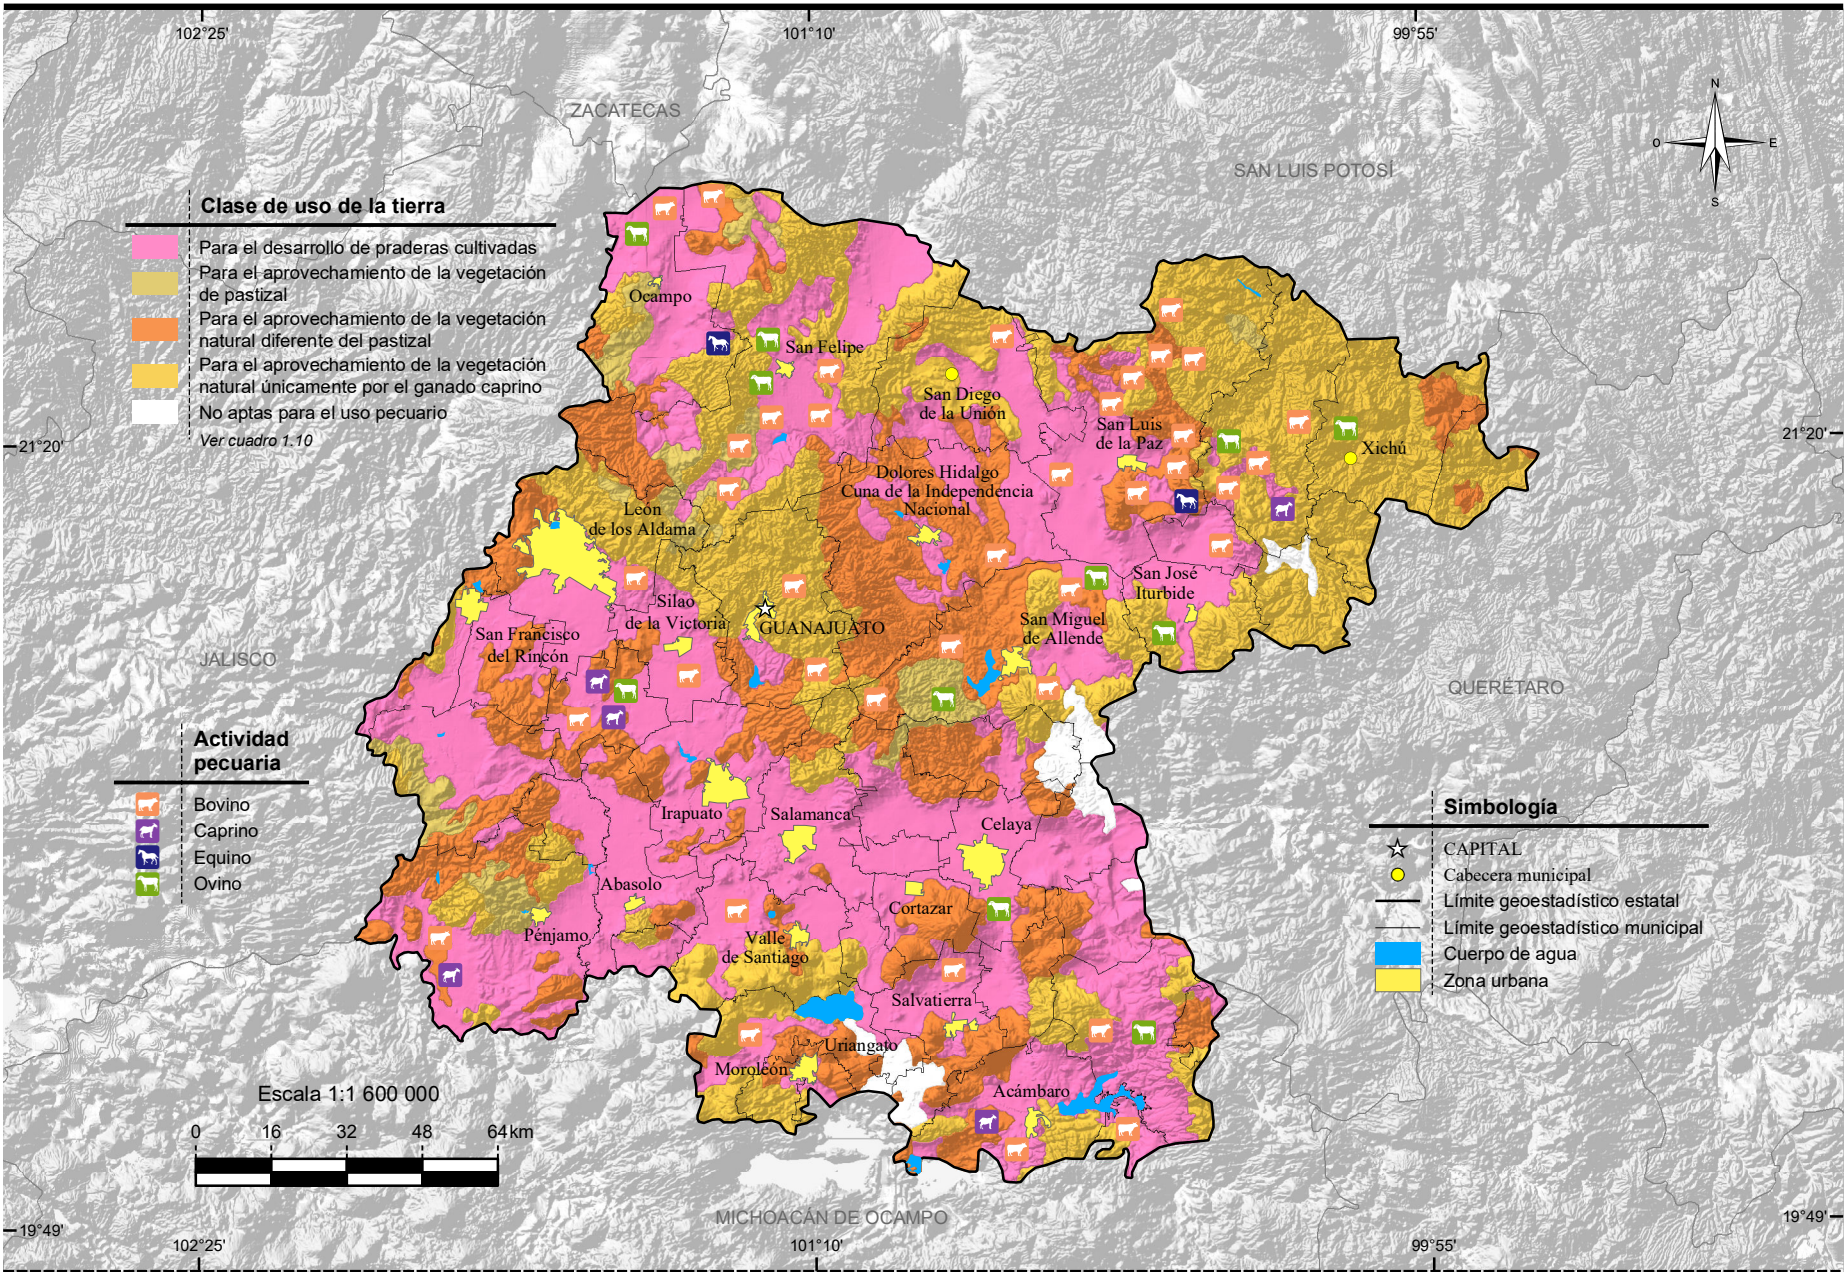 102°25'
101°10'
99°55'
N
O
E
S
ZACATECAS
SAN LUIS POTOSÍ
Clase de uso de la tierra
Para el desarrollo de praderas cultivadas
Para el aprovechamiento de la vegetación
de pastizal
Para el aprovechamiento de la vegetación
natural diferente del pastizal
Para el aprovechamiento de la vegetación
natural únicamente por el ganado caprino
No aptas para el uso pecuario
Ver cuadro 1.10
21°20'
21°20'
Ocampo
San Felipe
San Diego
de la Unión
San Luis
de la Paz
Xichú
Dolores Hidalgo
Cuna de la Independencia
Nacional
León
de los Aldama
San José
Iturbide
Silao
de la Victoria
GUANAJUATO
San Miguel
de Allende
San Francisco
del Rincón
JALISCO
QUERÉTARO
Actividad
pecuaria
Bovino
Caprino
Equino
Ovino
Irapuato
Salamanca
Celaya
Abasolo
Cortazar
Pénjamo
Valle
de Santiago
Salvatierra
Uriangato
Moroleón
Acámbaro
Simbología
CAPITAL
Cabecera municipal
Límite geoestadístico estatal
Límite geoestadístico municipal
Cuerpo de agua
Zona urbana
Escala 1:1 600 000
0 16 32 48 64 km
MICHOACÁN DE OCAMPO
19°49'
19°49'
102°25'
101°10'
99°55'